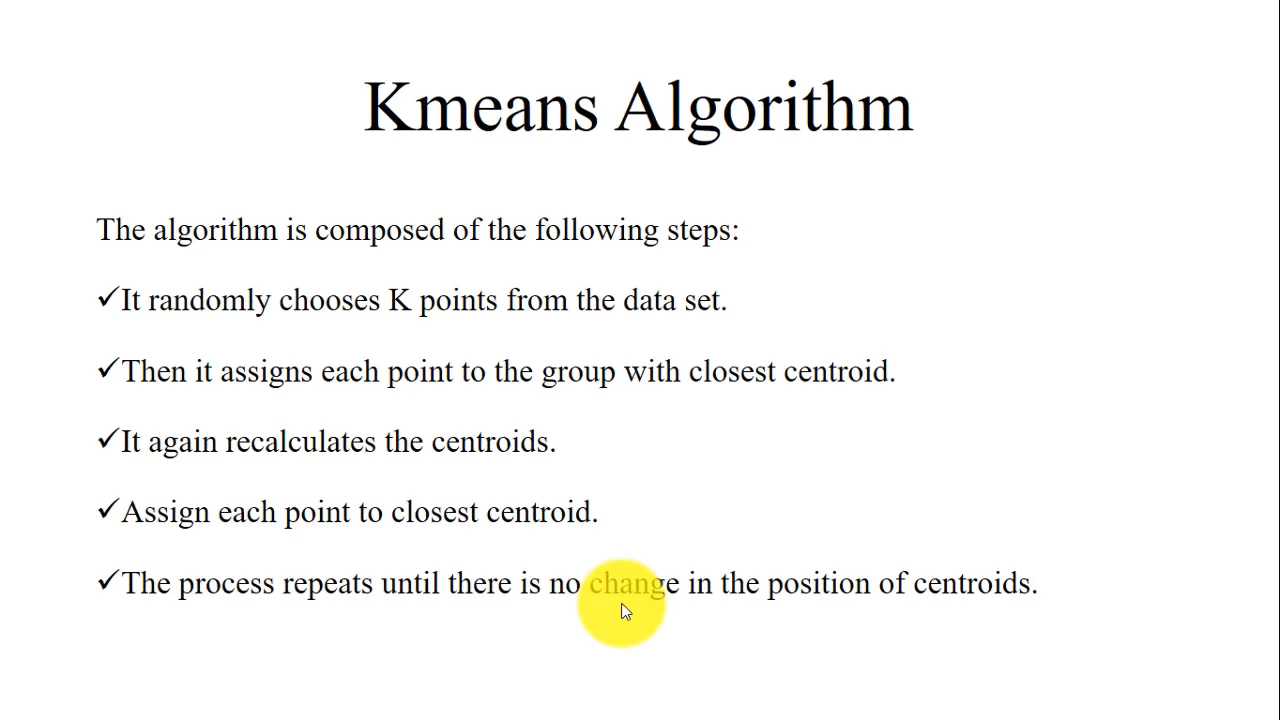 Kmeans Algorithm
The algorithm is composed of the following steps:
✓It randomly chooses K points from the data set.
✓Then it assigns each point to the group with closest centroid.
✓It again recalculates the centroids.
✓Assign each point to closest centroid.
✓The process repeats until there is no change in the position of centroids.